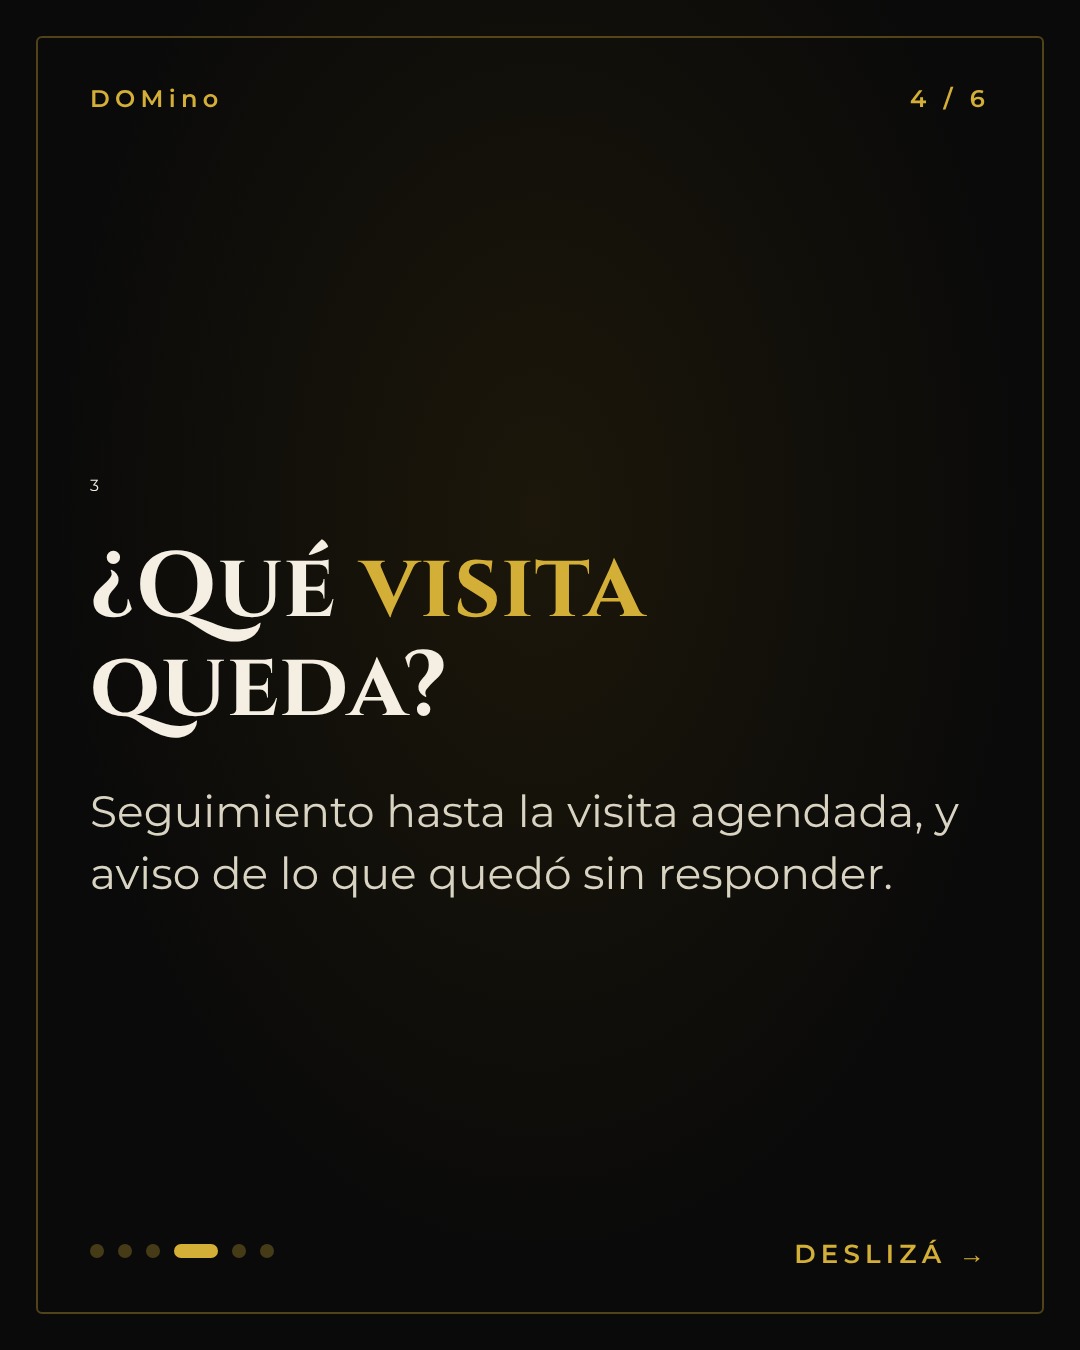 DOMino
4 / 6
3
¿QUÉ VISITA
QUEDA?
Seguimiento hasta la visita agendada, y
aviso de lo que quedó sin responder.
DESLIZÁ →